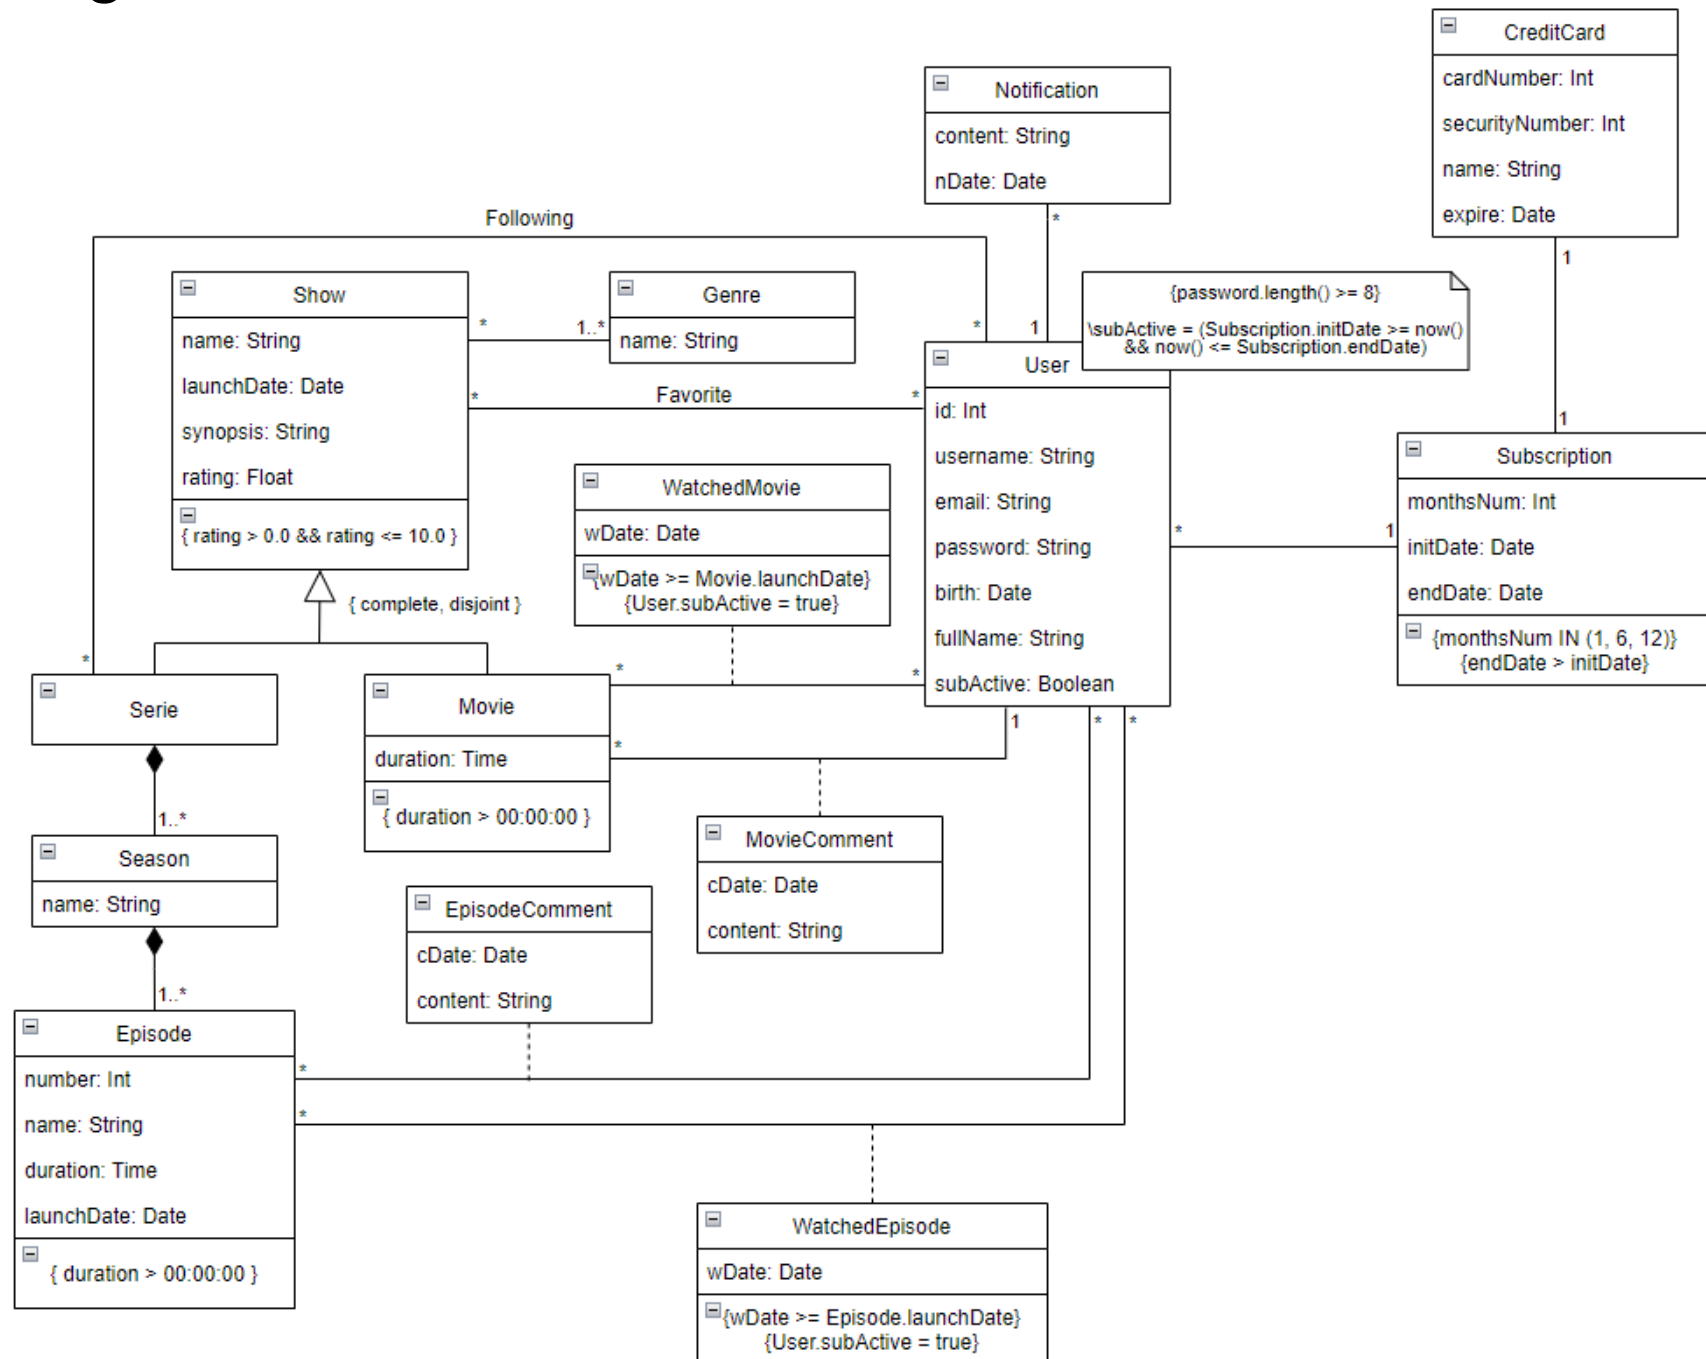 CreditCard
cardNumber: Int
securityNumber: Int
name: String
expire: Date
Notification
content: String
nDate: Date
*
1
1
1
Following
*
*
Show
name: String
launchDate: Date
synopsis: String
rating: Float
{ rating > 0.0 && rating <= 10.0 }
*
1..*
Genre
name: String
{password.length() >= 8}
\subActive = (Subscription.initDate >= now()
&& now() <= Subscription.endDate)
*
Favorite
*
User
id: Int
username: String
email: String
password: String
birth: Date
fullName: String
subActive: Boolean
*
1
Subscription
monthsNum: Int
initDate: Date
endDate: Date
{monthsNum IN (1, 6, 12)}
{endDate > initDate}
WatchedMovie
wDate: Date
{wDate >= Movie.launchDate}
{User.subActive = true}
{ complete, disjoint }
*
*
Serie
Movie
duration: Time
{ duration > 00:00:00 }
*
1
*
*
1..*
Season
name: String
MovieComment
cDate: Date
content: String
EpisodeComment
cDate: Date
content: String
1..*
Episode
number: Int
name: String
duration: Time
launchDate: Date
{ duration > 00:00:00 }
*
*
WatchedEpisode
wDate: Date
{wDate >= Episode.launchDate}
{User.subActive = true}